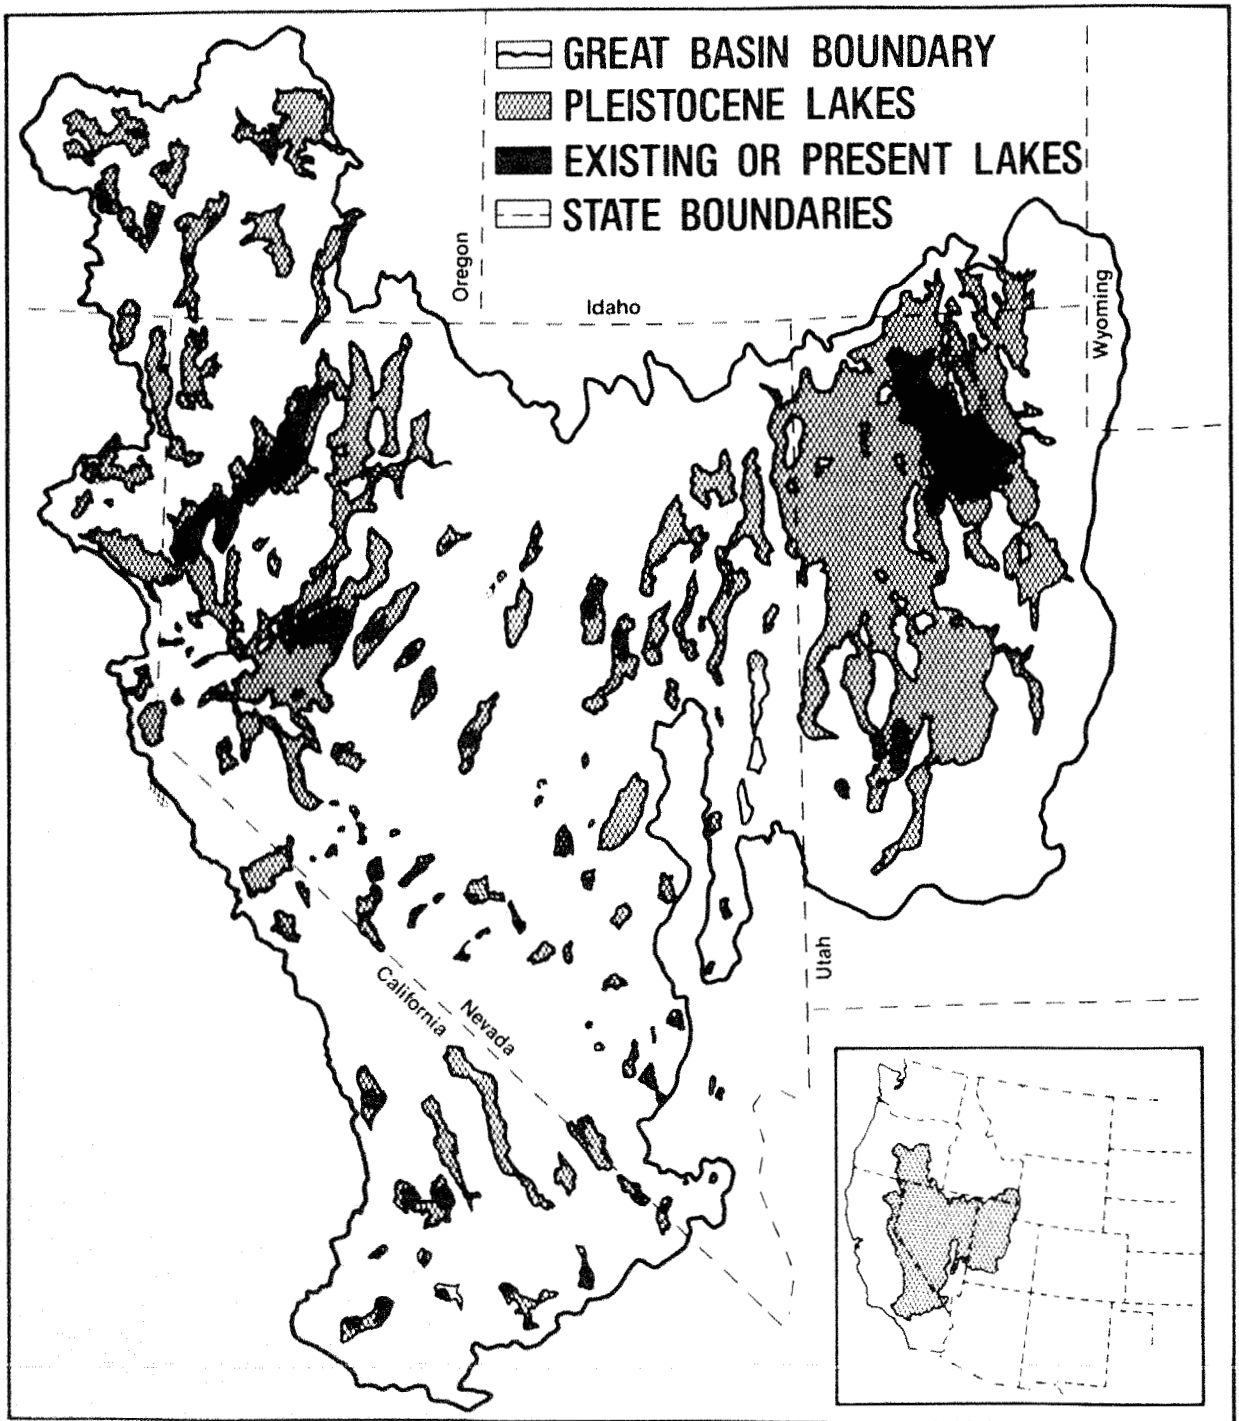 GREAT BASIN BOUNDARY
PLEISTOCENE LAKES
EXISTING OR PRESENT LAKES
STATE BOUNDARIES
Oregon
Idaho
Wyoming
Utah
California
Nevada